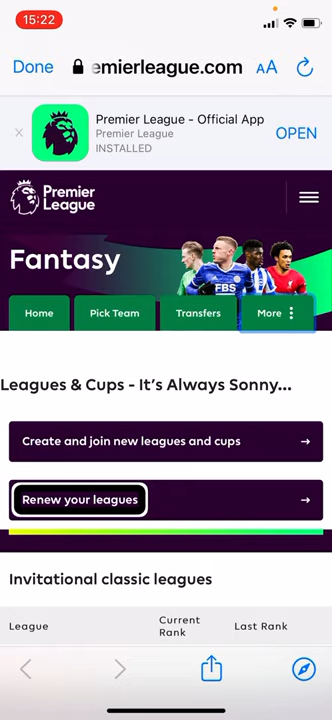 15:22
Done
emierleague.com
AA
Premier League - Official App
Premier League
INSTALLED
OPEN
Premier
League
Fantasy
FBS
Home
Pick Team
Transfers
More
Leagues & Cups - It's Always Sonny...
Create and join new leagues and cups
Renew your leagues
Invitational classic leagues
League
Current
Rank
Last Rank